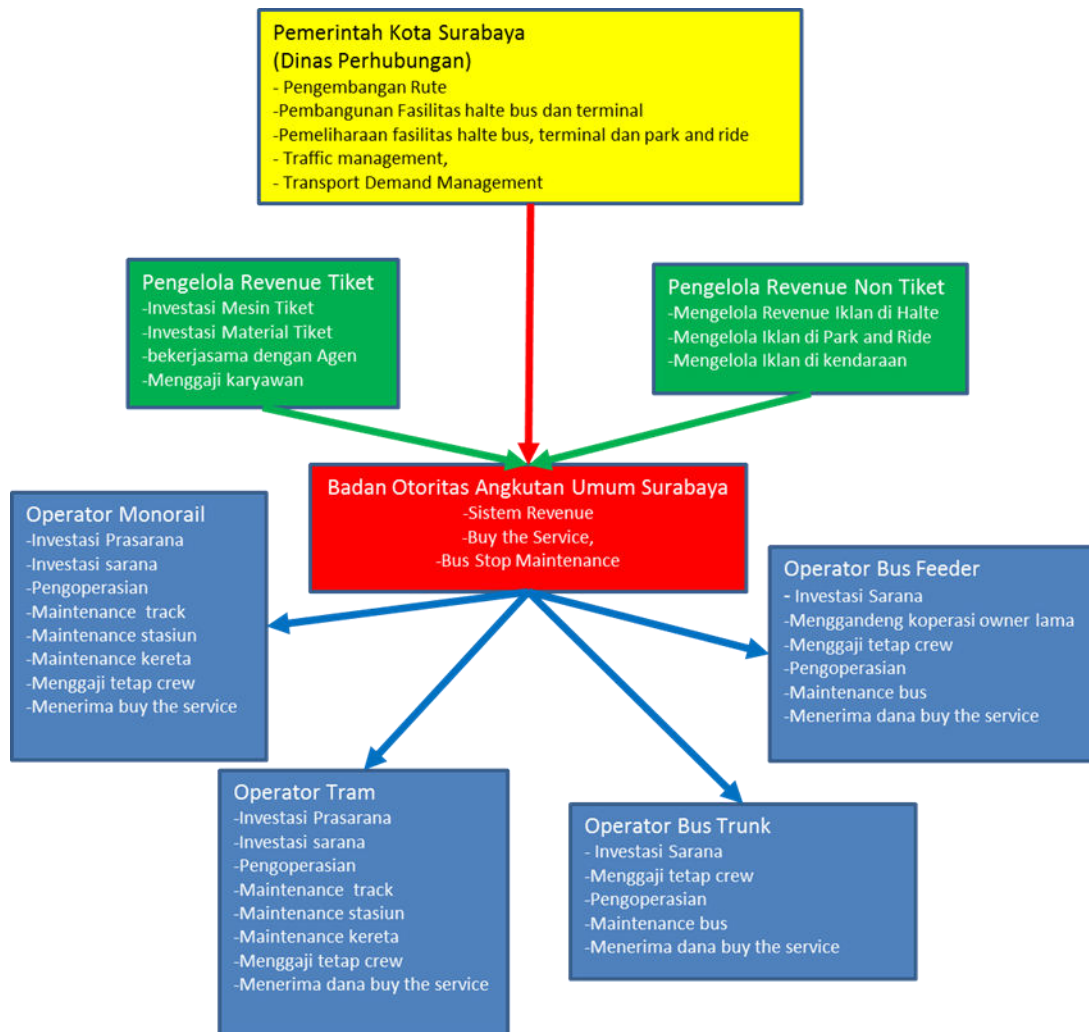 Pemerintah Kota Surabaya
(Dinas Perhubungan)
- Pengembangan Rute
-Pembangunan Fasilitas halte bus dan terminal
-Pemeliharaan fasilitas halte bus, terminal dan park and ride
- Traffic management,
- Transport Demand Management
Pengelola Revenue Tiket
-Investasi Mesin Tiket
-Investasi Material Tiket
-bekerjasama dengan Agen
-Menggaji karyawan
Pengelola Revenue Non Tiket
-Mengelola Revenue Iklan di Halte
-Mengelola Iklan di Park and Ride
-Mengelola Iklan di kendaraan
Badan Otoritas Angkutan Umum Surabaya
-Sistem Revenue
-Buy the Service,
-Bus Stop Maintenance
Operator Monorail
-Investasi Prasarana
-Investasi sarana
-Pengoperasian
-Maintenance track
-Maintenance stasiun
-Maintenance kereta
-Menggaji tetap crew
-Menerima buy the service
Operator Bus Feeder
- Investasi Sarana
-Menggandeng koperasi owner lama
-Menggaji tetap crew
-Pengoperasian
-Maintenance bus
-Menerima dana buy the service
Operator Tram
-Investasi Prasarana
-Investasi sarana
-Pengoperasian
-Maintenance track
-Maintenance stasiun
-Maintenance kereta
-Menggaji tetap crew
-Menerima dana buy the service
Operator Bus Trunk
- Investasi Sarana
-Menggaji tetap crew
-Pengoperasian
-Maintenance bus
-Menerima dana buy the service